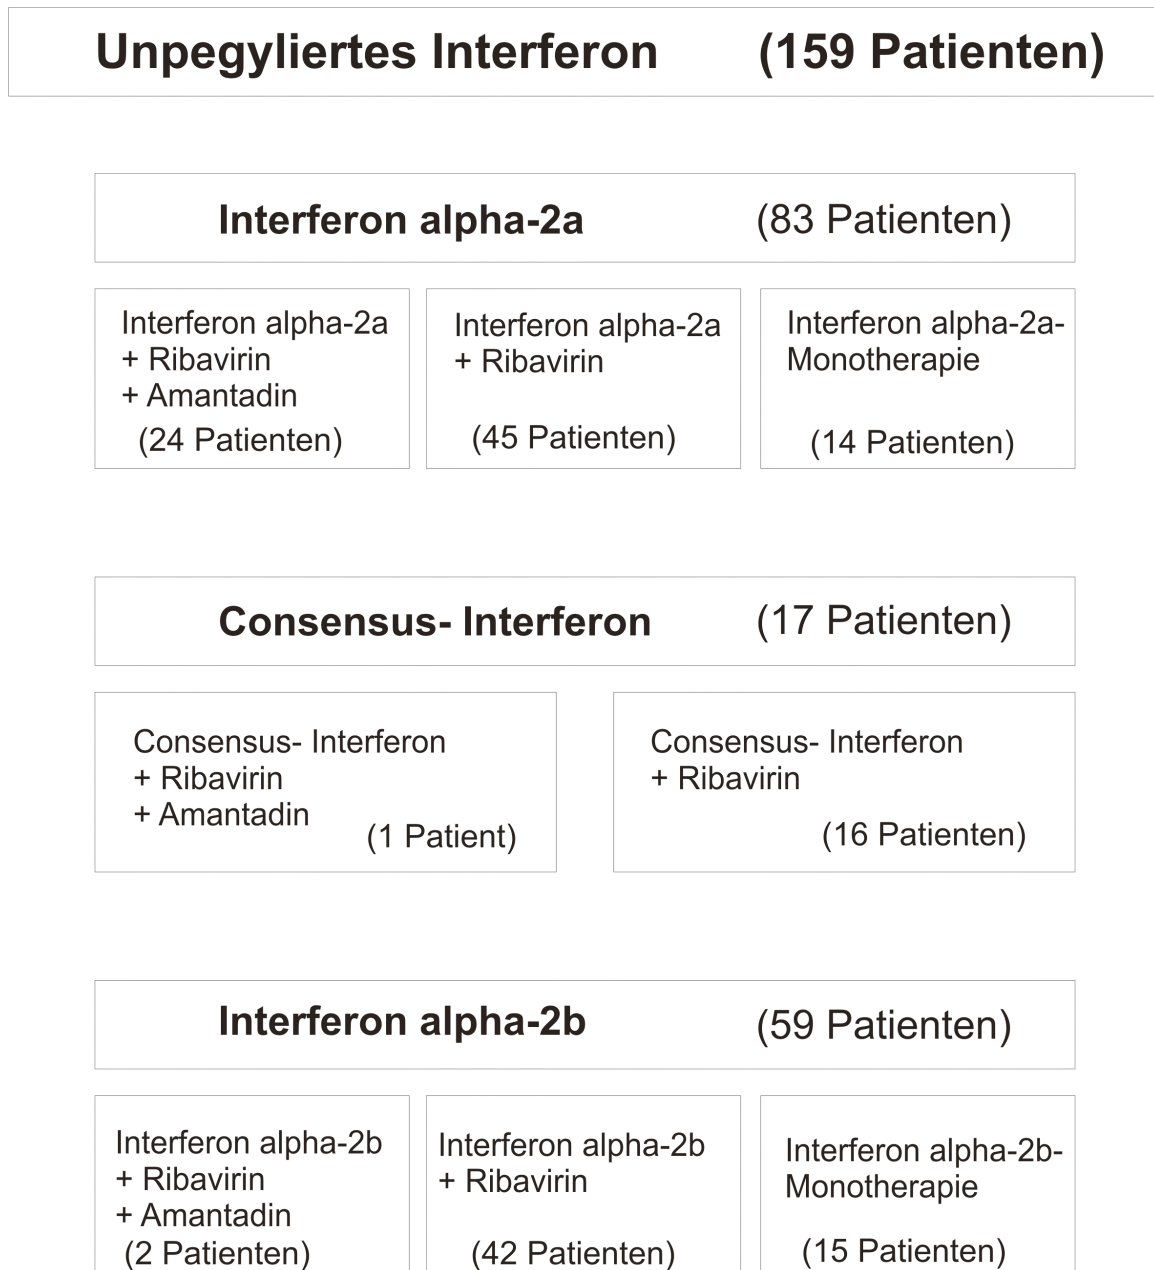 Unpegyliertes Interferon (159 Patienten)
Interferon alpha-2a (83 Patienten)
Interferon alpha-2a
+ Ribavirin
+ Amantadin
(24 Patienten)
Interferon alpha-2a
+ Ribavirin
(45 Patienten)
Interferon alpha-2a-
Monotherapie
(14 Patienten)
Consensus- Interferon (17 Patienten)
Consensus- Interferon
+ Ribavirin
+ Amantadin
(1 Patient)
Consensus- Interferon
+ Ribavirin
(16 Patienten)
Interferon alpha-2b (59 Patienten)
Interferon alpha-2b
+ Ribavirin
+ Amantadin
(2 Patienten)
Interferon alpha-2b
+ Ribavirin
(42 Patienten)
Interferon alpha-2b-
Monotherapie
(15 Patienten)